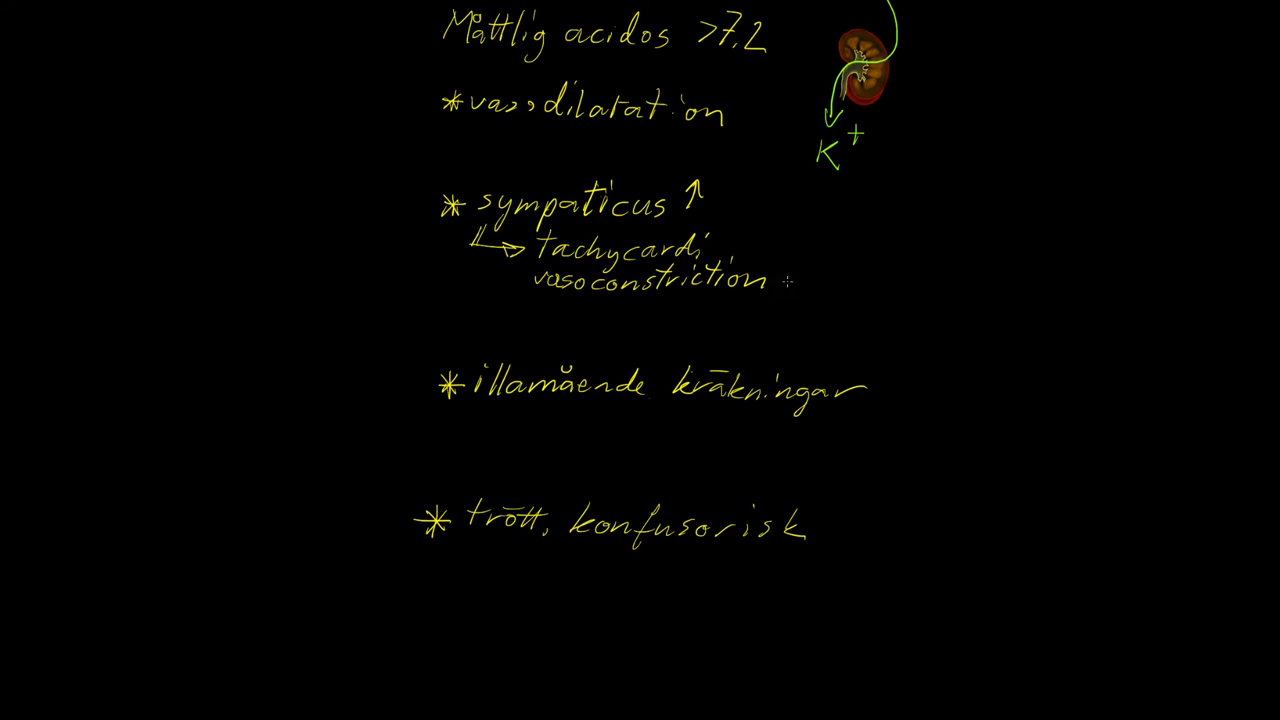 Måttlig acidos >7,2
* vasodilatation
K+
* sympaticus ↑
→ tachycardi
vasoconstriction
* illamående kräkningar
* trött, konfusorisk